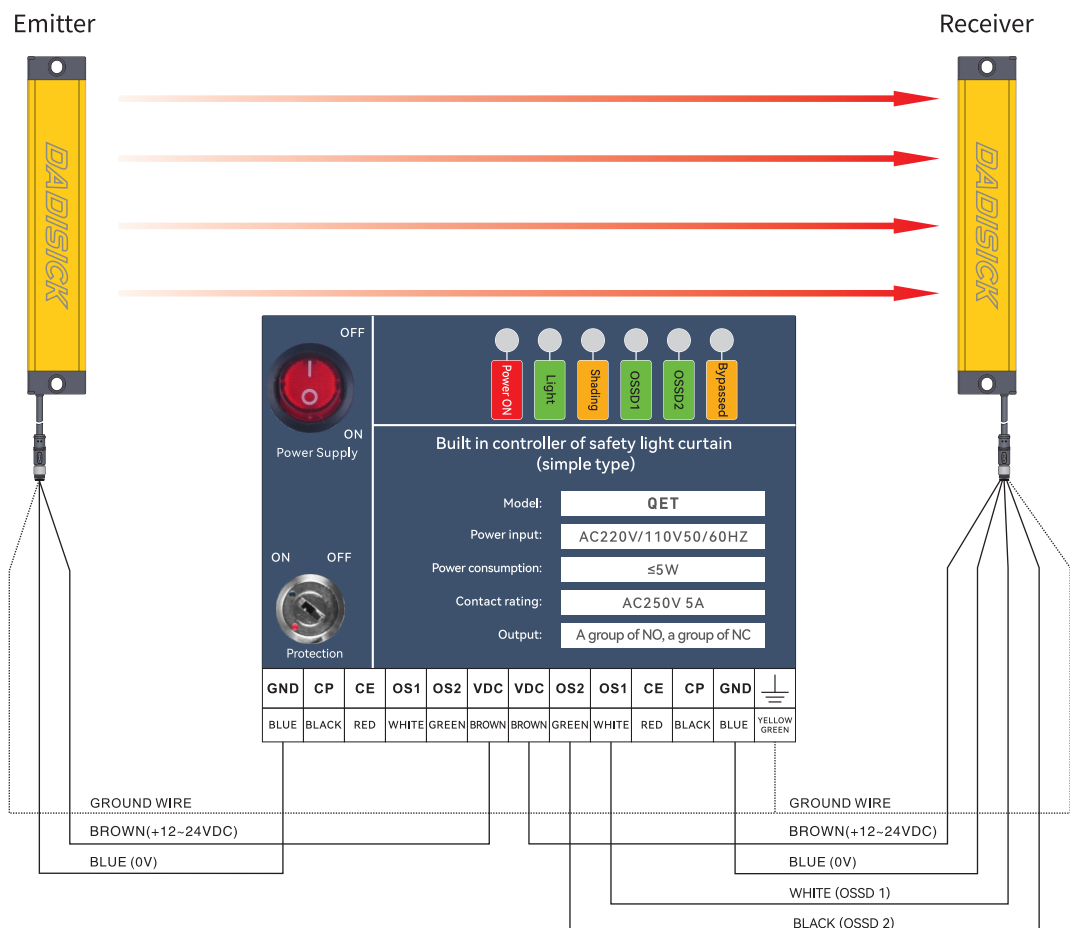 Emitter
Receiver
DADISICK
DADISICK
OFF
I
O
ON
Power Supply
ON OFF
Protection
Power ON
Light
Shading
OSSD1
OSSD2
Bypassed
Built in controller of safety light curtain
(simple type)
Model: QET
Power input: AC220V/110V50/60HZ
Power consumption: ≤5W
Contact rating: AC250V 5A
Output: A group of NO, a group of NC
GND CP CE OS1 OS2 VDC VDC OS2 OS1 CE CP GND
BLUE BLACK RED WHITE GREEN BROWN BROWN GREEN WHITE RED BLACK BLUE YELLOW
GREEN
GROUND WIRE
BROWN(+12~24VDC)
BLUE (0V)
GROUND WIRE
BROWN(+12~24VDC)
BLUE (0V)
WHITE (OSSD 1)
BLACK (OSSD 2)